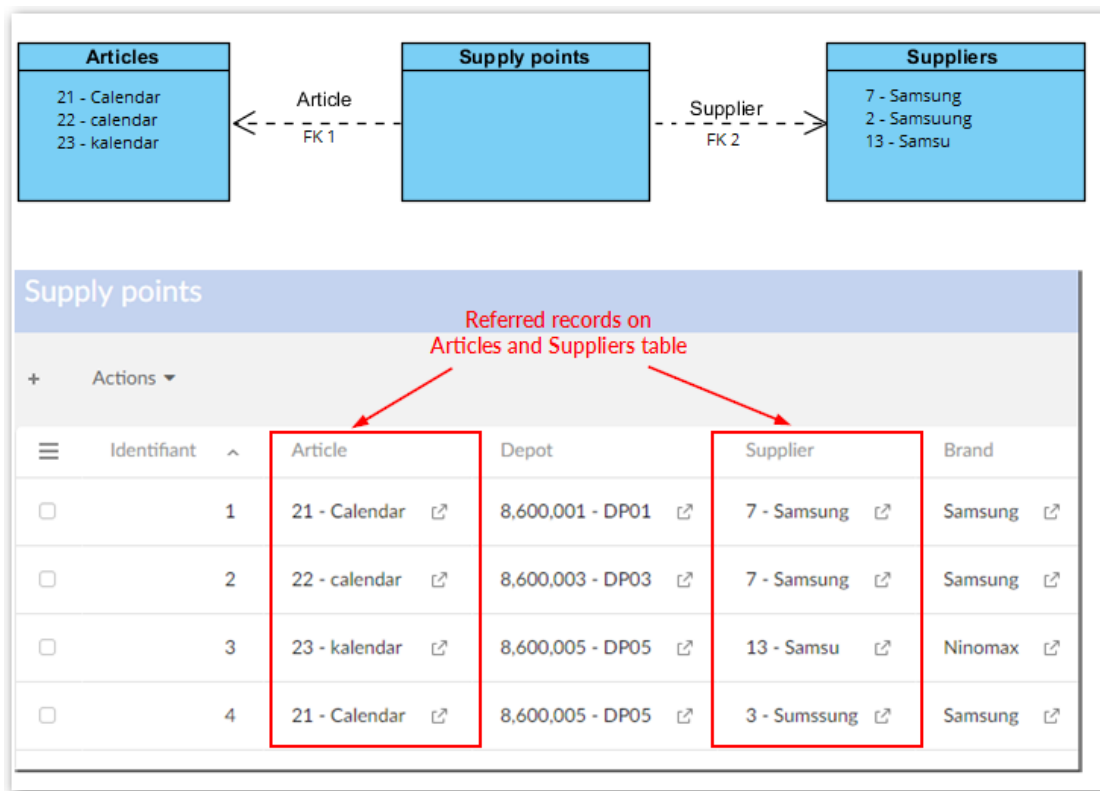 Articles
21 - Calendar
22 - calendar
23 - kalendar
Article
FK 1
Supply points
Supplier
FK 2
Suppliers
7 - Samsung
2 - Samsuung
13 - Samsu
Supply points
Referred records on
Articles and Suppliers table
+ Actions
Identifiant Article Depot Supplier Brand
1 21 - Calendar 8,600,001 - DP01 7 - Samsung Samsung
2 22 - calendar 8,600,003 - DP03 7 - Samsung Samsung
3 23 - kalendar 8,600,005 - DP05 13 - Samsu Ninomax
4 21 - Calendar 8,600,005 - DP05 3 - Sumssung Samsung